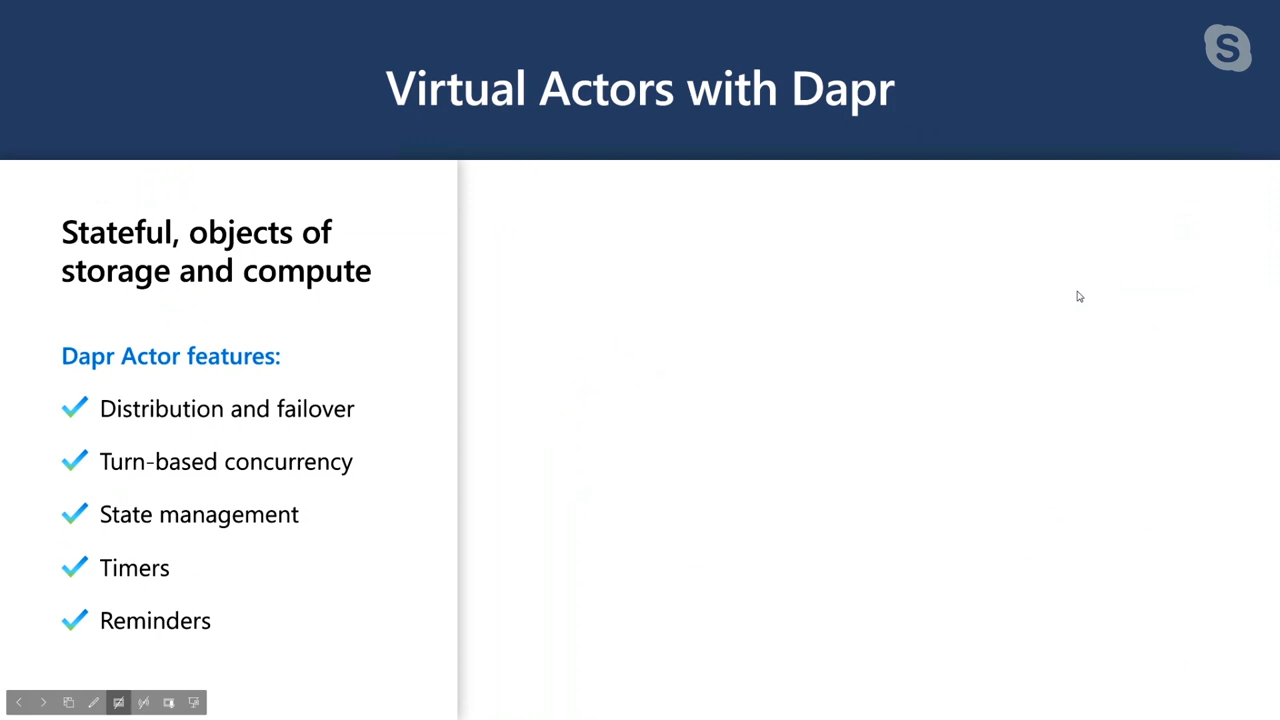 Virtual Actors with Dapr
S
Stateful, objects of
storage and compute
Dapr Actor features:
Distribution and failover
Turn-based concurrency
State management
Timers
Reminders